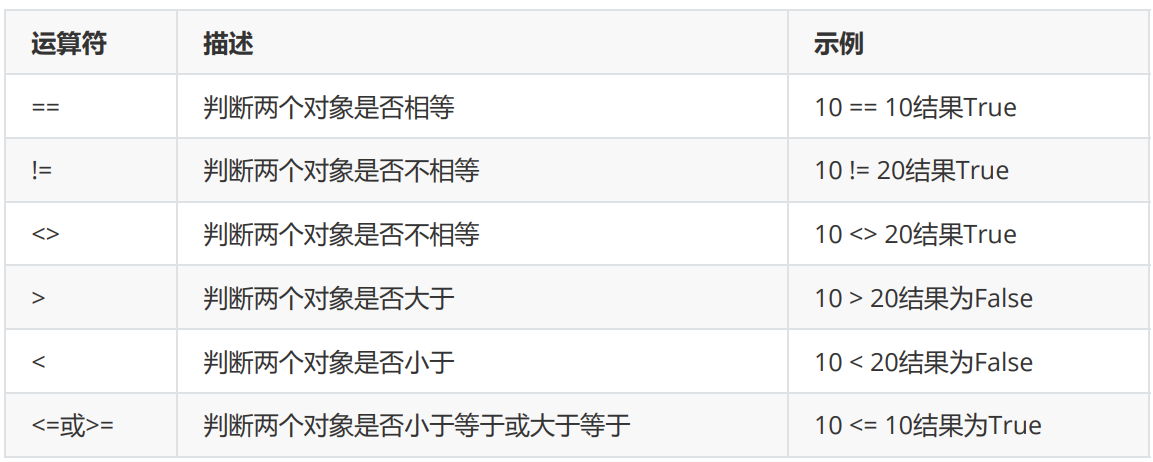 运算符 描述 示例
== 判断两个对象是否相等 10 == 10结果True
!= 判断两个对象是否不相等 10 != 20结果True
<> 判断两个对象是否不相等 10 <> 20结果True
> 判断两个对象是否大于 10 > 20结果为False
< 判断两个对象是否小于 10 < 20结果为False
<=或>= 判断两个对象是否小于等于或大于等于 10 <= 10结果为True